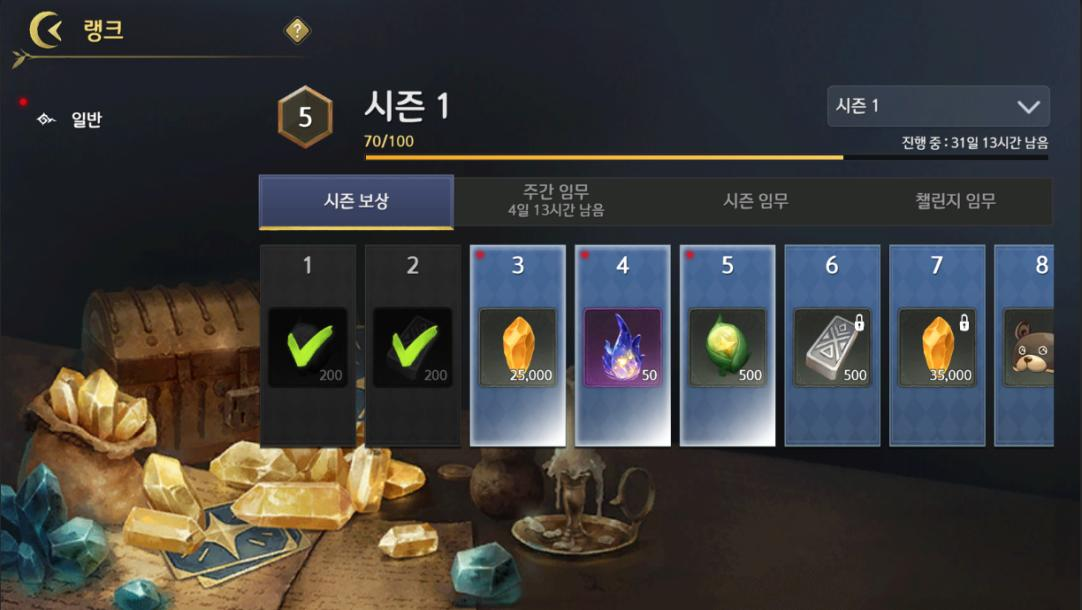 랭크
?
일반
5
시즌 1
70/100
시즌 1
진행 중 : 31일 13시간 남음
시즌 보상
주간 임무
4일 13시간 남음
시즌 임무
챌린지 임무
1
2
3
4
5
6
7
8
200
200
25,000
50
500
500
35,000